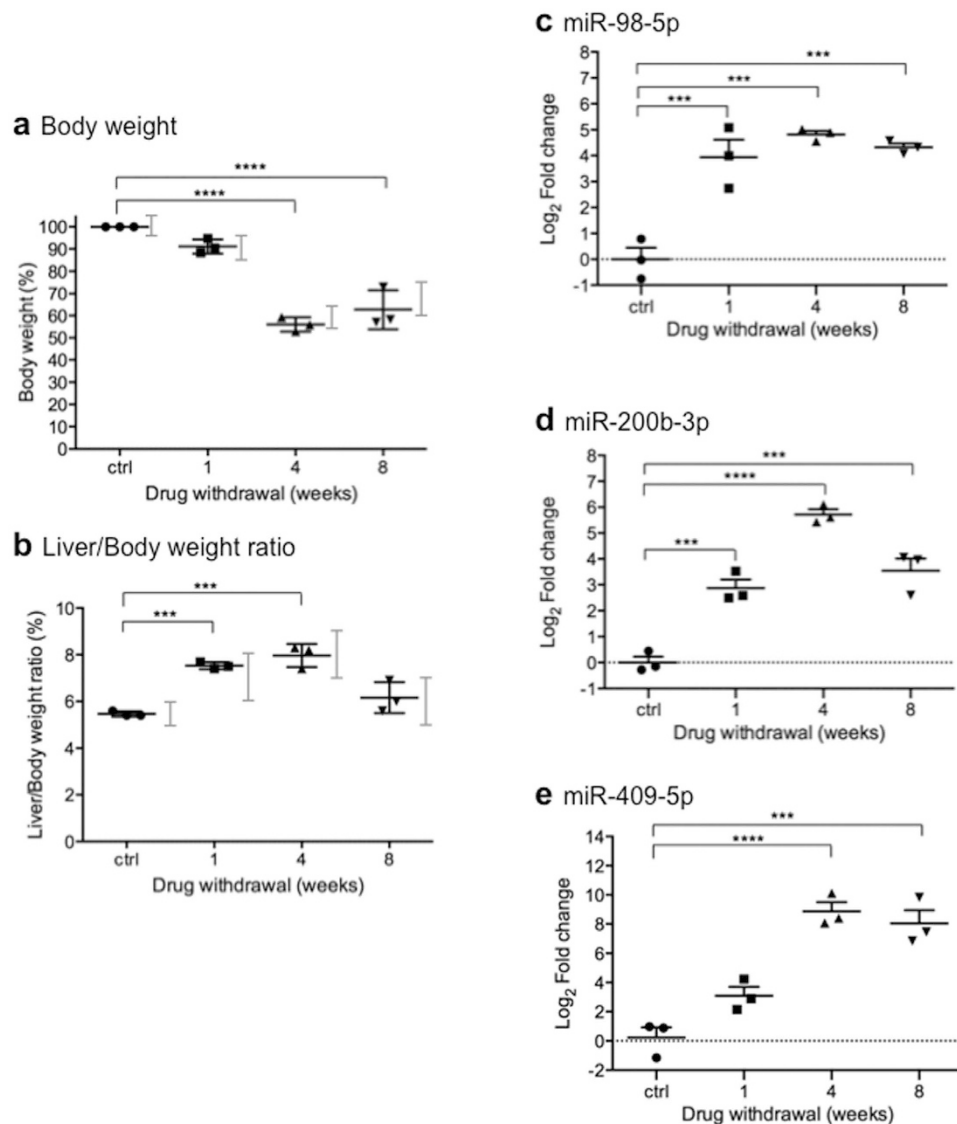 a Body weight
****
****
Body weight (%)
100
90
80
70
60
50
40
30
20
10
0
ctrl 1 4 8
Drug withdrawal (weeks)
b Liver/Body weight ratio
***
***
Liver/Body weight ratio (%)
10
8
6
4
2
0
ctrl 1 4 8
Drug withdrawal (weeks)
c miR-98-5p
***
***
***
Log2 Fold change
8
7
6
5
4
3
2
1
0
-1
ctrl 1 4 8
Drug withdrawal (weeks)
d miR-200b-3p
***
****
***
Log2 Fold change
8
7
6
5
4
3
2
1
0
-1
ctrl 1 4 8
Drug withdrawal (weeks)
e miR-409-5p
***
****
Log2 Fold change
14
12
10
8
6
4
2
0
-2
ctrl 1 4 8
Drug withdrawal (weeks)